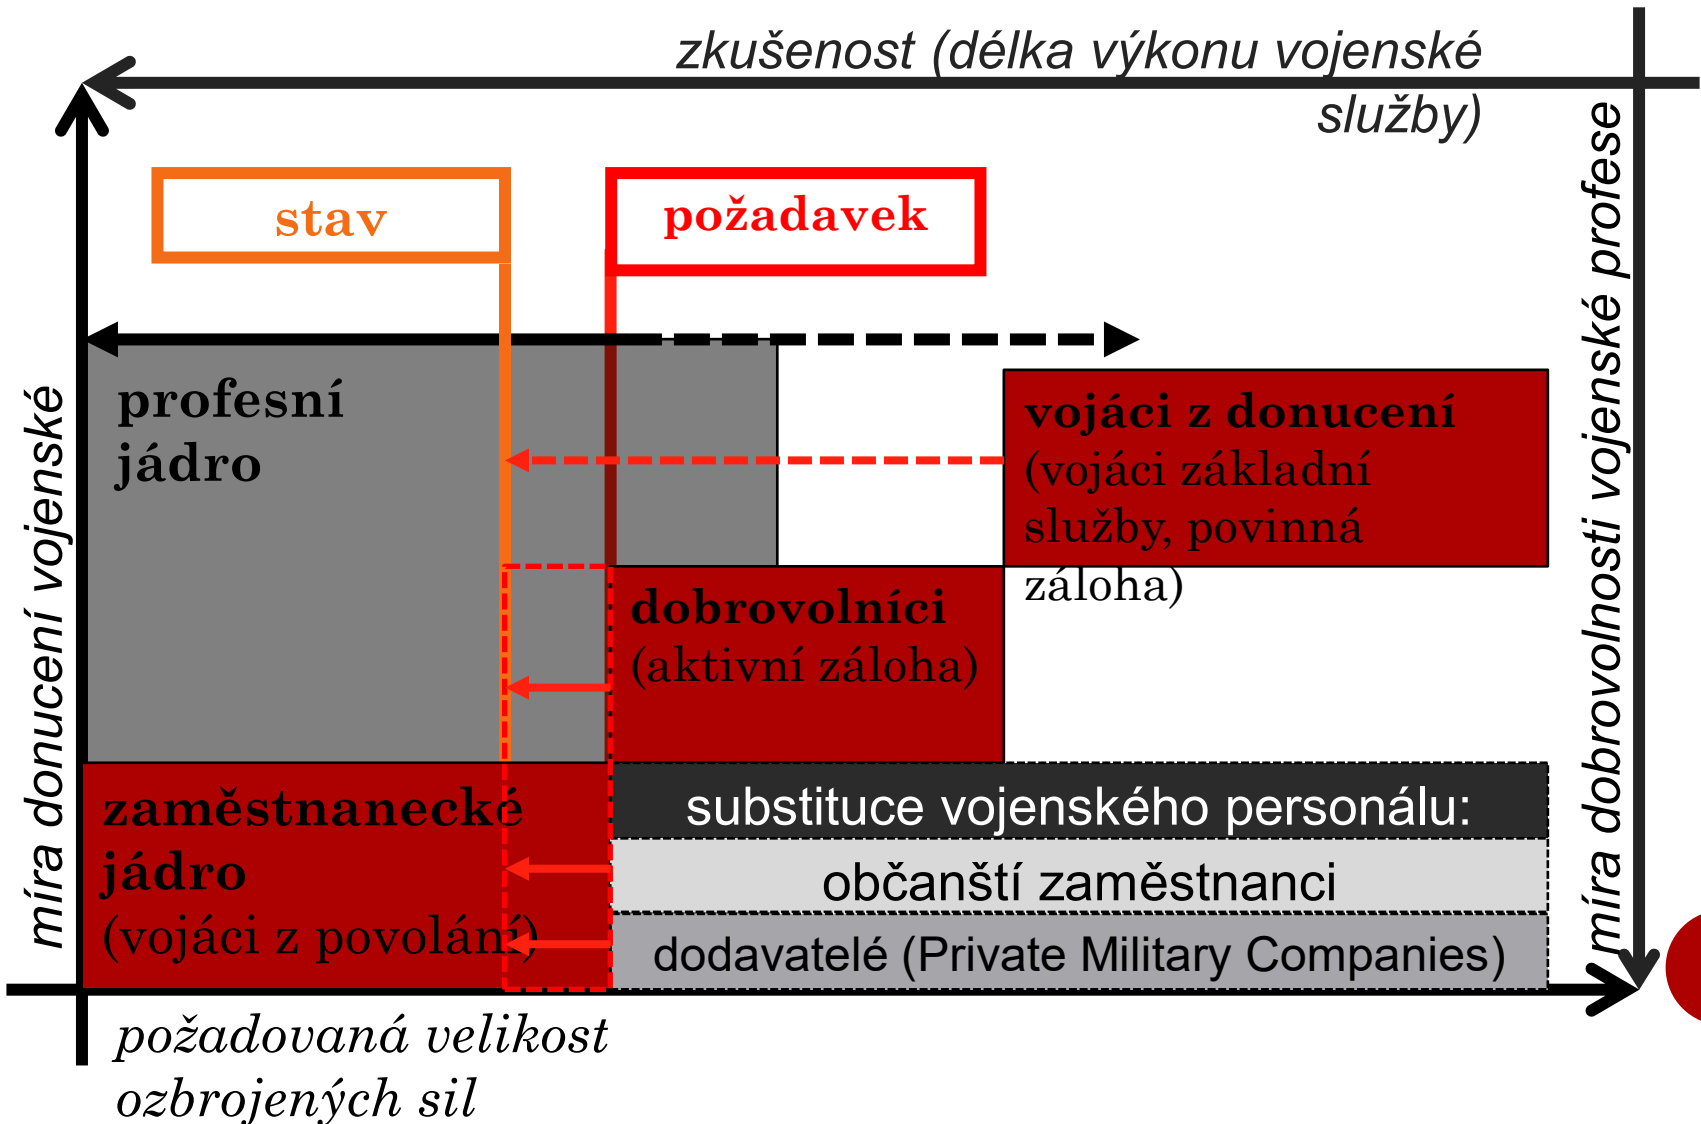 zkušenost (délka výkonu vojenské
služby)
stav
požadavek
míra donucení vojenské
míra dobrovolnosti vojenské profese
profesní
jádro
vojáci z donucení
(vojáci základní
služby, povinná
záloha)
dobrovolníci
(aktivní záloha)
zaměstnanecké
jádro
(vojáci z povolání)
substituce vojenského personálu:
občanští zaměstnanci
dodavatelé (Private Military Companies)
požadovaná velikost
ozbrojených sil